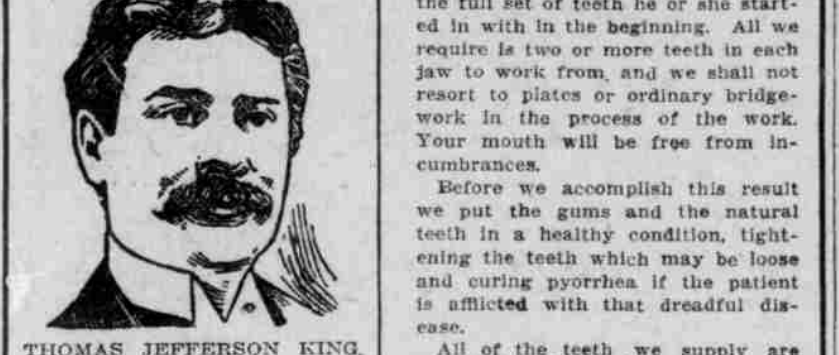 THOMAS JEFFERSON KING.
the full set of teeth he or she start-
ed in with in the beginning. All we
require is two or more teeth in each
jaw to work from, and we shall not
resort to plates or ordinary bridge-
work in the process of the work.
Your mouth will be free from in-
cumbrances.
Before we accomplish this result
we put the gums and the natural
teeth in a healthy condition, tight-
ening the teeth which may be loose
and curing pyorrhea if the patient
is afflicted with that dreadful dis-
ease.
All of the teeth we supply are